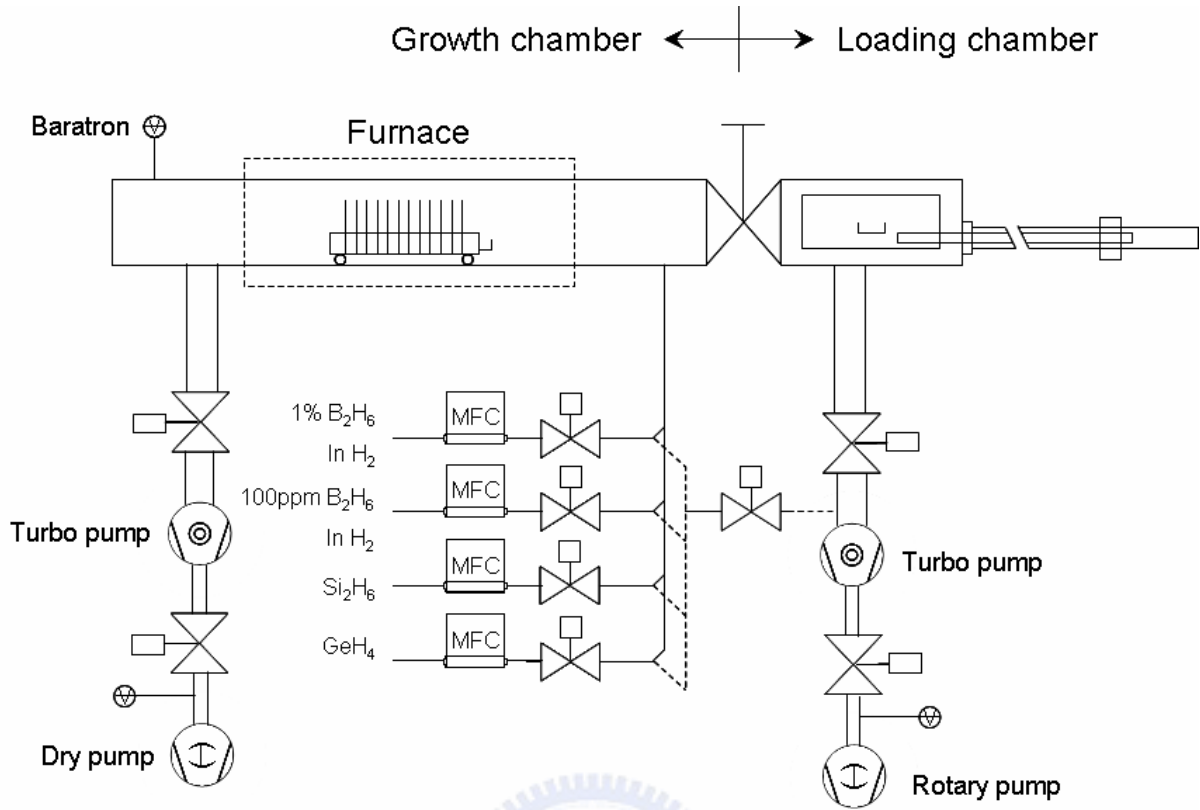 Growth chamber
Loading chamber
Baratron
Furnace
1% B₂H₆
In H₂
MFC
100ppm B₂H₆
In H₂
MFC
Si₂H₆
MFC
GeH₄
MFC
Turbo pump
Turbo pump
Dry pump
Rotary pump